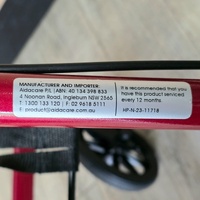 MANUFACTURER AND IMPORTER:
Aidacare P/L | ABN: 40 134 398 833
4 Noonan Road, Ingleburn NSW 2565
T: 1300 133 120 | F: 02 9618 5111
E: product@aidacare.com.au
It is recommended that you
have this product serviced
every 12 months
HP-N-23-11718